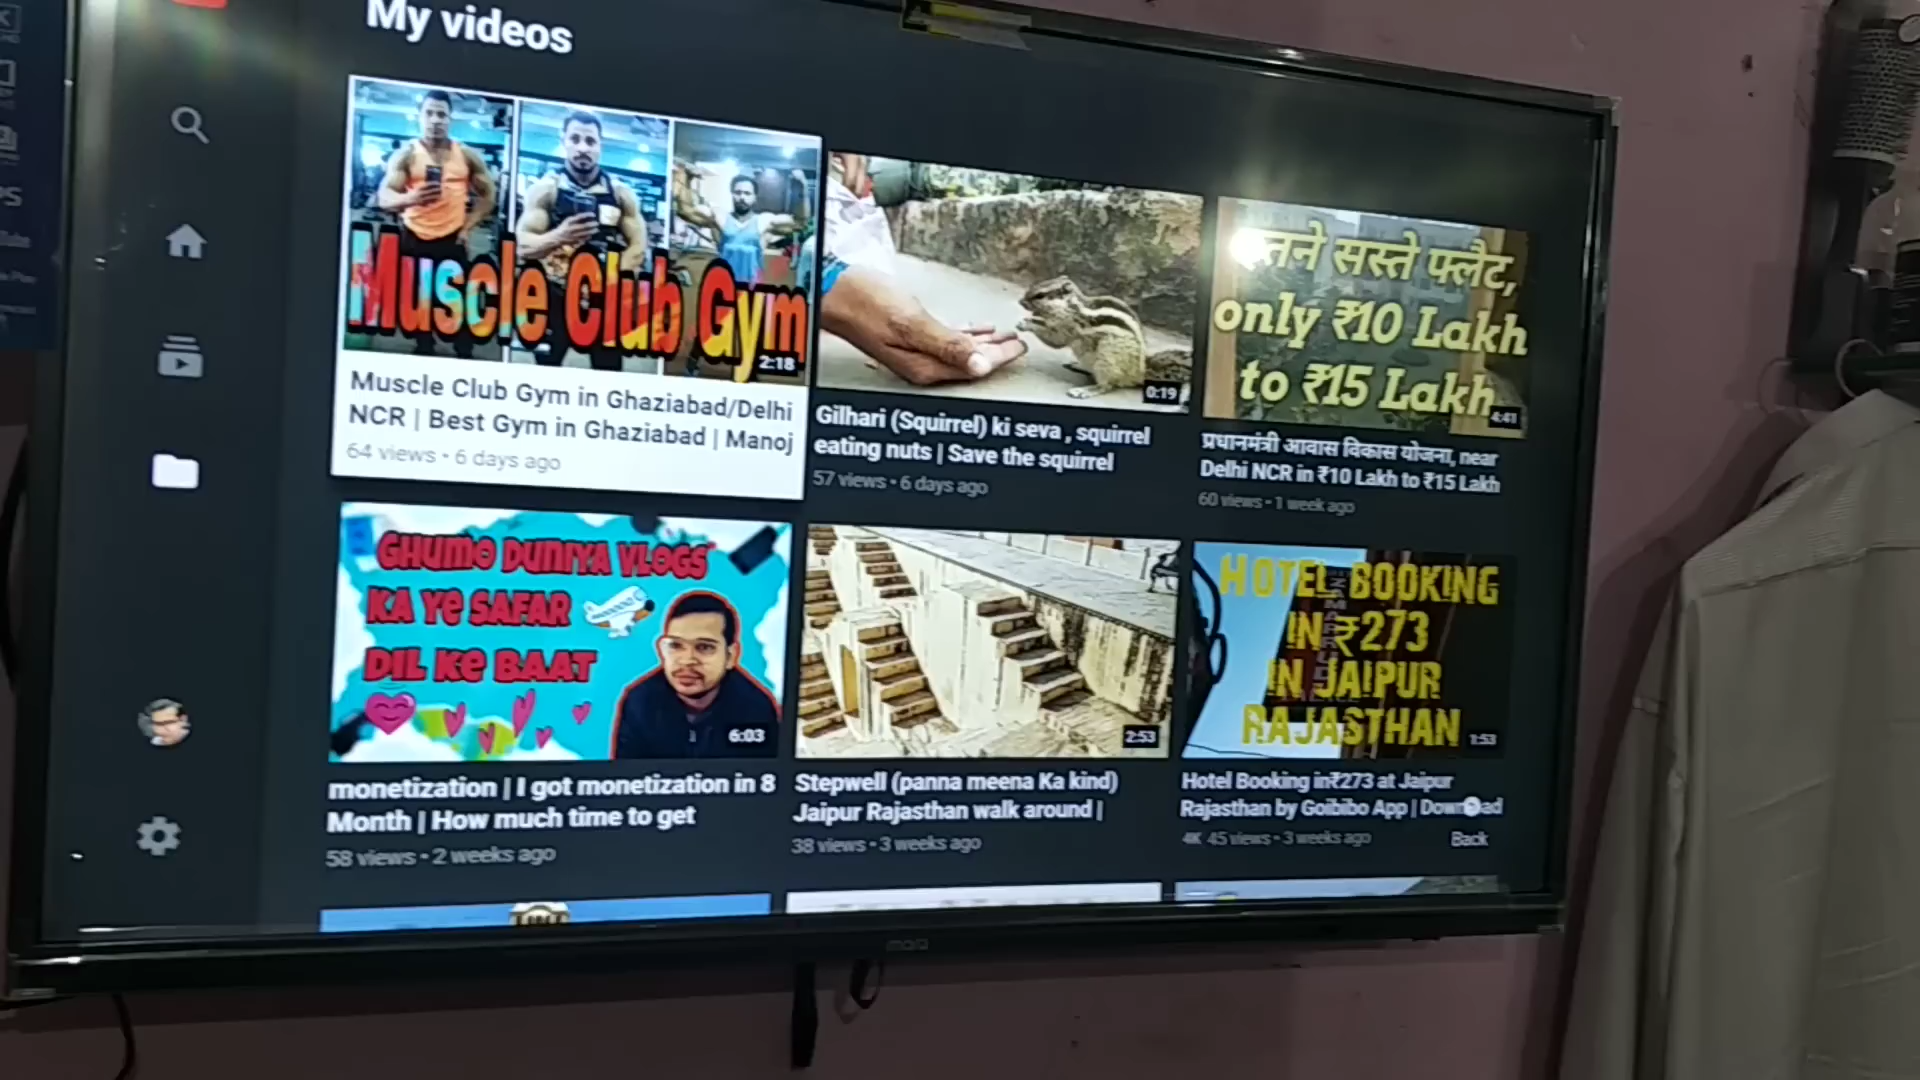 My videos
Muscle Club Gym
2:18
Muscle Club Gym in Ghaziabad/Delhi
NCR | Best Gym in Ghaziabad | Manoj
64 views • 6 days ago
0:19
Gilhari (Squirrel) ki seva , squirrel
eating nuts | Save the squirrel
57 views • 6 days ago
सस्ते फ्लैट,
only ₹10 Lakh
to ₹15 Lakh
4:41
प्रधानमंत्री आवास विकास योजना, near
Delhi NCR in ₹10 Lakh to ₹15 Lakh
60 views • 1 week ago
GHUMO DUNIYA VLOGS
KA Ye SAFAR
DIL Ke BAAT
6:03
monetization | I got monetization in 8
Month | How much time to get
58 views • 2 weeks ago
2:53
Stepwell (panna meena Ka kind)
Jaipur Rajasthan walk around |
38 views • 3 weeks ago
HOTEL BOOKING
IN ₹273
IN JAIPUR
RAJASTHAN
1:53
Hotel Booking in₹273 at Jaipur
Rajasthan by Goibibo App | Download
4K 45 views • 3 weeks ago
Back